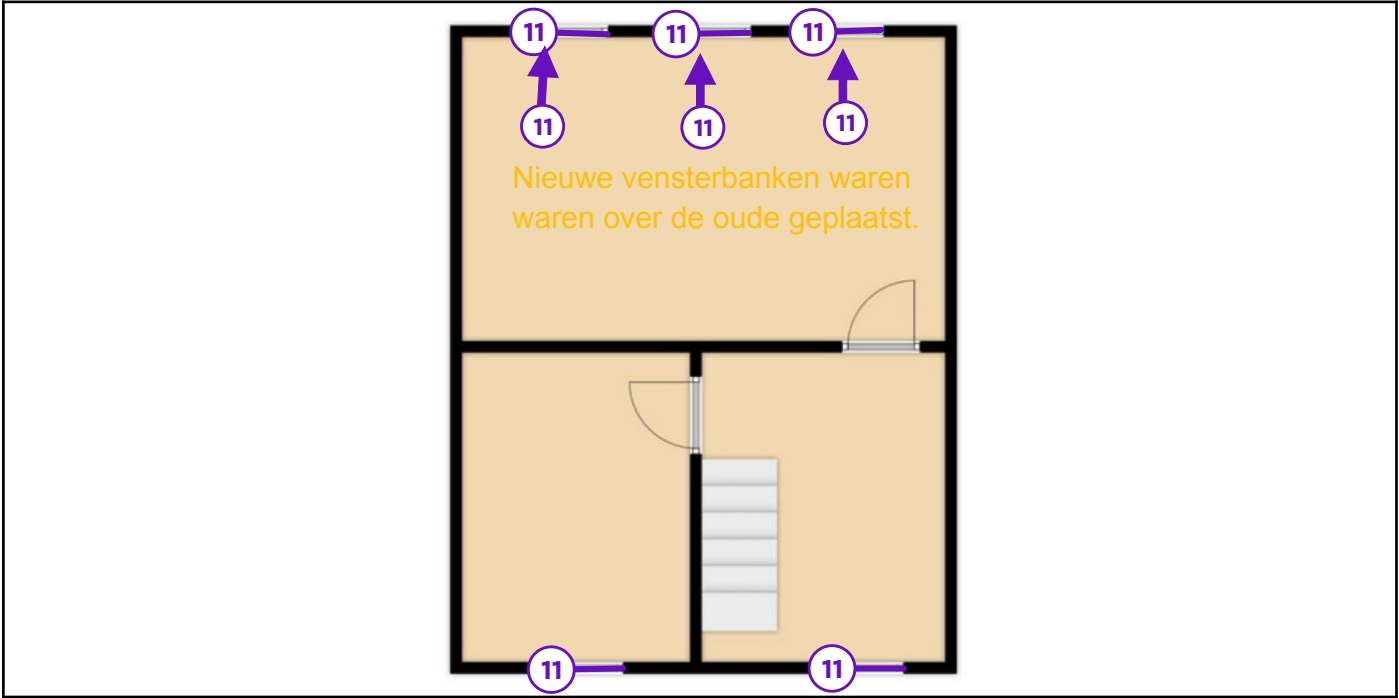 11 11 11
11 11 11
Nieuwe vensterbanken waren
waren over de oude geplaatst.
11 11